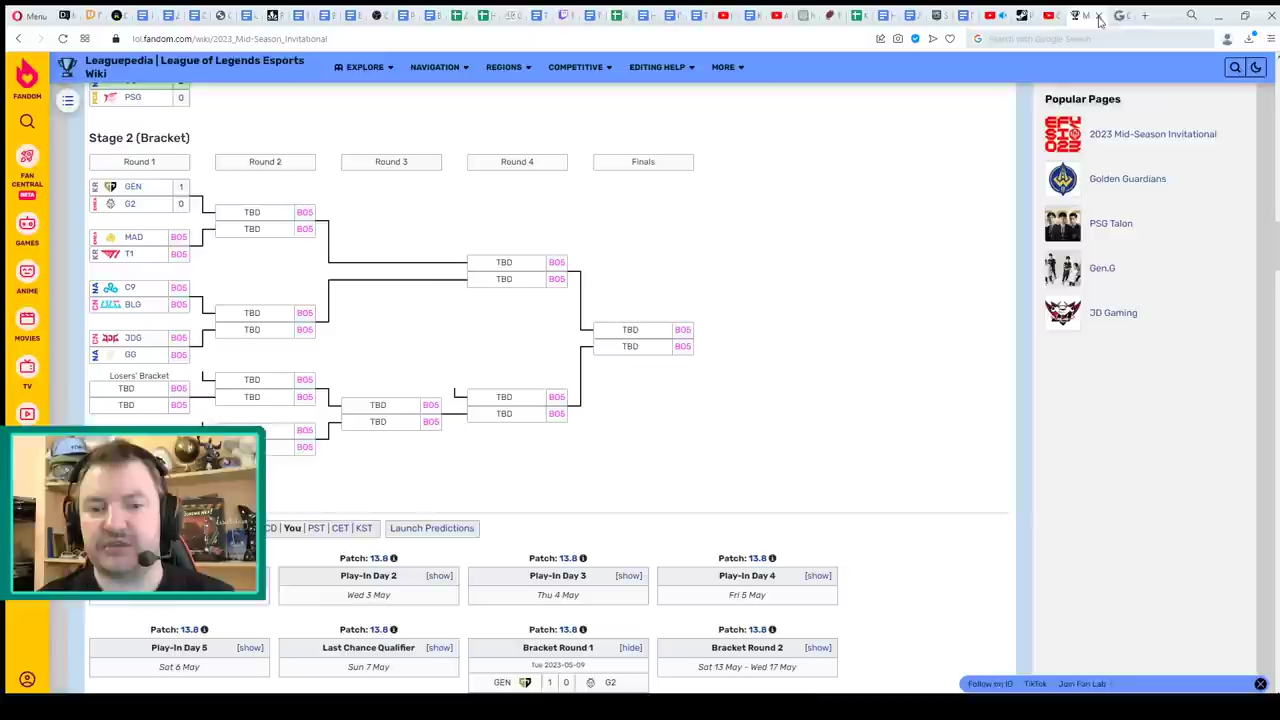 Menu
lol.fandom.com/wiki/2023_Mid-Season_Invitational
Search with Google Search
FANDOM
FAN
CENTRAL
BETA
GAMES
ANIME
MOVIES
TV
Leaguepedia | League of Legends Esports
Wiki
EXPLORE
NAVIGATION
REGIONS
COMPETITIVE
EDITING HELP
MORE
PSG 0
Stage 2 (Bracket)
Round 1 Round 2 Round 3 Round 4 Finals
KR GEN 1
G2 0
TBD BO5
TBD BO5
MAD BO5
KR T1 BO5
TBD BO5
TBD BO5
NA C9 BO5
CN BLG BO5
TBD BO5
TBD BO5
TBD BO5
TBD BO5
CN JDG BO5
NA GG BO5
Losers' Bracket
TBD BO5
TBD BO5
TBD BO5
TBD BO5
TBD BO5
TBD BO5
TBD BO5
TBD BO5
BO5
BO5
You | PST | CET | KST
Launch Predictions
Patch: 13.8
Play-In Day 2 [show]
Wed 3 May
Patch: 13.8
Play-In Day 3 [show]
Thu 4 May
Patch: 13.8
Play-In Day 4 [show]
Fri 5 May
Patch: 13.8
Play-In Day 5 [show]
Sat 6 May
Patch: 13.8
Last Chance Qualifier [show]
Sun 7 May
Patch: 13.8
Bracket Round 1 [hide]
Tue 2023-05-09
GEN 1 0 G2
Patch: 13.8
Bracket Round 2 [show]
Sat 13 May - Wed 17 May
Popular Pages
2023 Mid-Season Invitational
Golden Guardians
PSG Talon
Gen.G
JD Gaming
Follow on IG TikTok Join Fan Lab